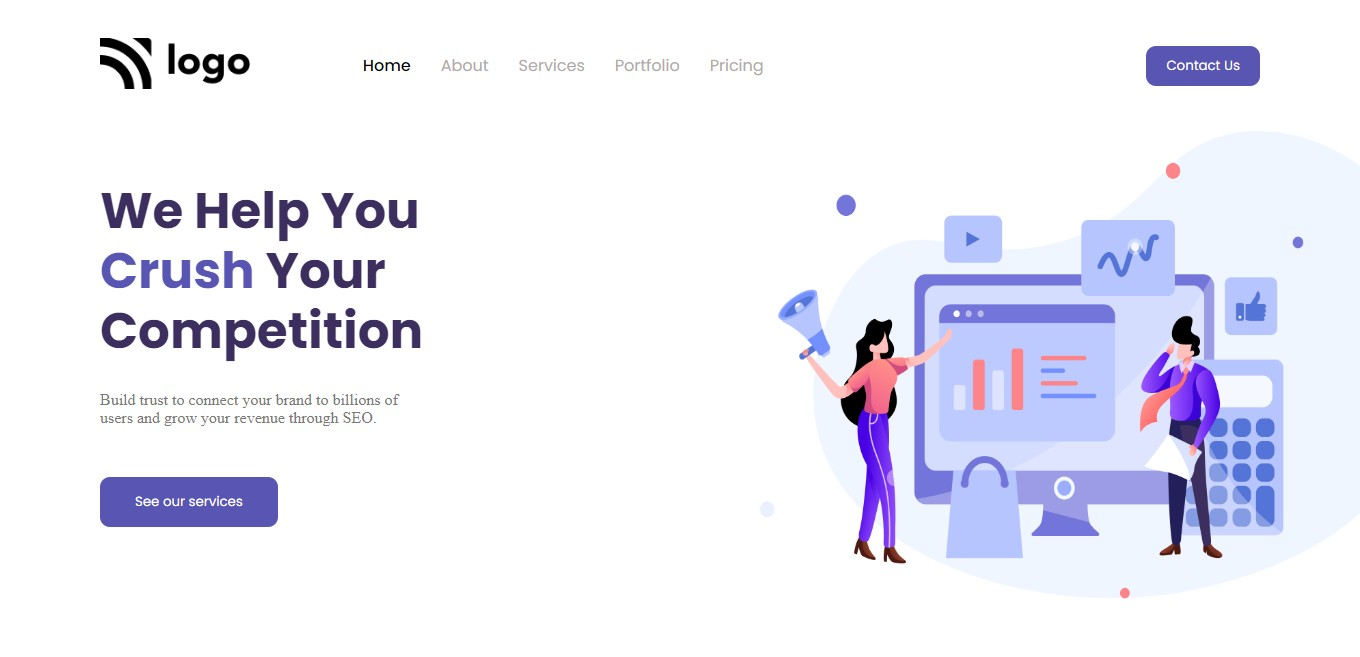 logo
Home About Services Portfolio Pricing
Contact Us
We Help You
Crush Your
Competition
Build trust to connect your brand to billions of
users and grow your revenue through SEO.
See our services